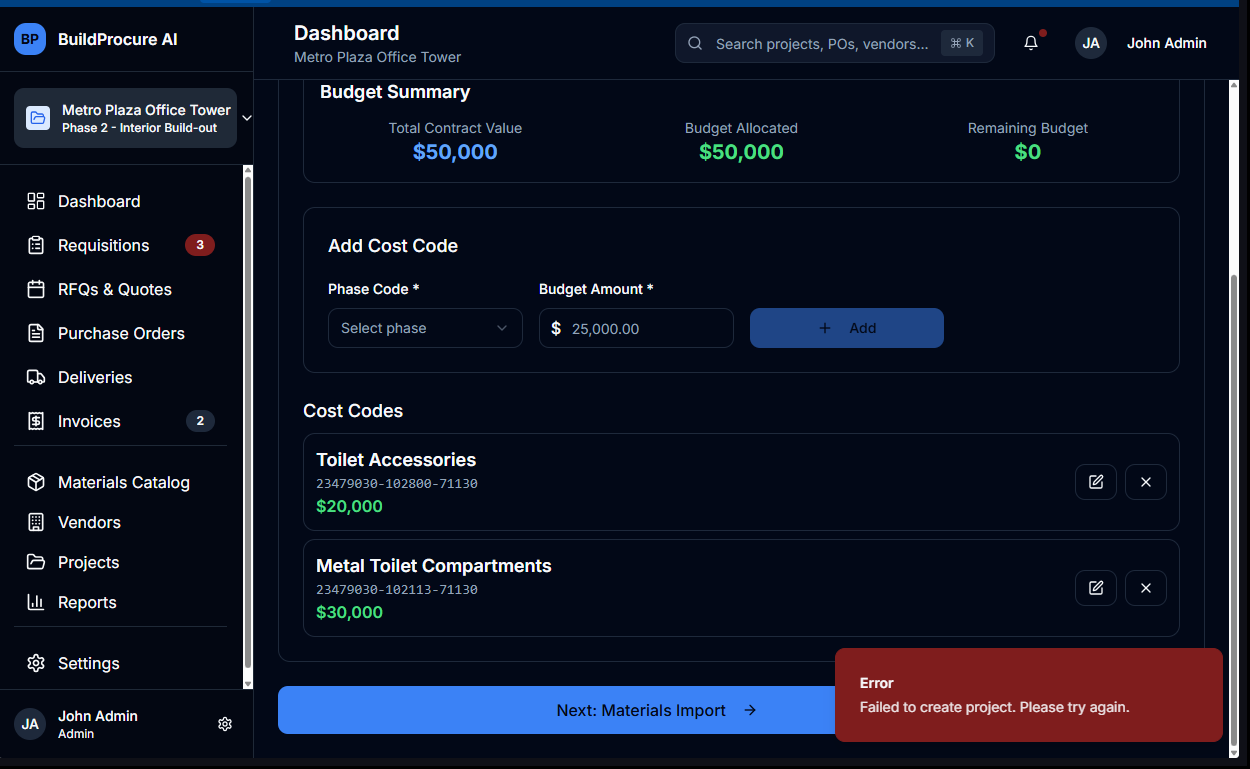 BP
BuildProcure AI
Metro Plaza Office Tower
Phase 2 - Interior Build-out
Dashboard
Requisitions 3
RFQs & Quotes
Purchase Orders
Deliveries
Invoices 2
Materials Catalog
Vendors
Projects
Reports
Settings
JA
John Admin
Admin
Dashboard
Metro Plaza Office Tower
Search projects, POs, vendors... ⌘ K
JA John Admin
Budget Summary
Total Contract Value
$50,000
Budget Allocated
$50,000
Remaining Budget
$0
Add Cost Code
Phase Code *
Select phase
Budget Amount *
$ 25,000.00
+ Add
Cost Codes
Toilet Accessories
23479030-102800-71130
$20,000
Metal Toilet Compartments
23479030-102113-71130
$30,000
Next: Materials Import →
Error
Failed to create project. Please try again.